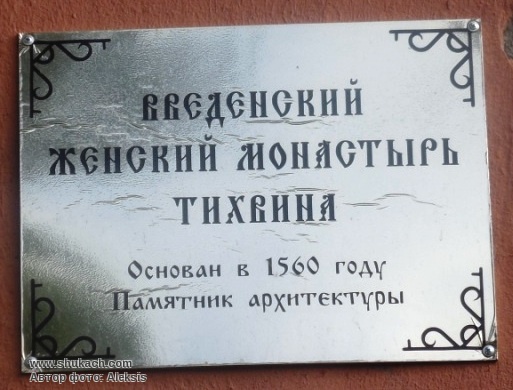 ВВЕДЕНСКИЙ
ЖЕНСКИЙ МОНАСТЫРЬ
ТИХВИНА
Основан в 1560 году
Памятник архитектуры
www.shukach.com
Автор фото: Aleksis